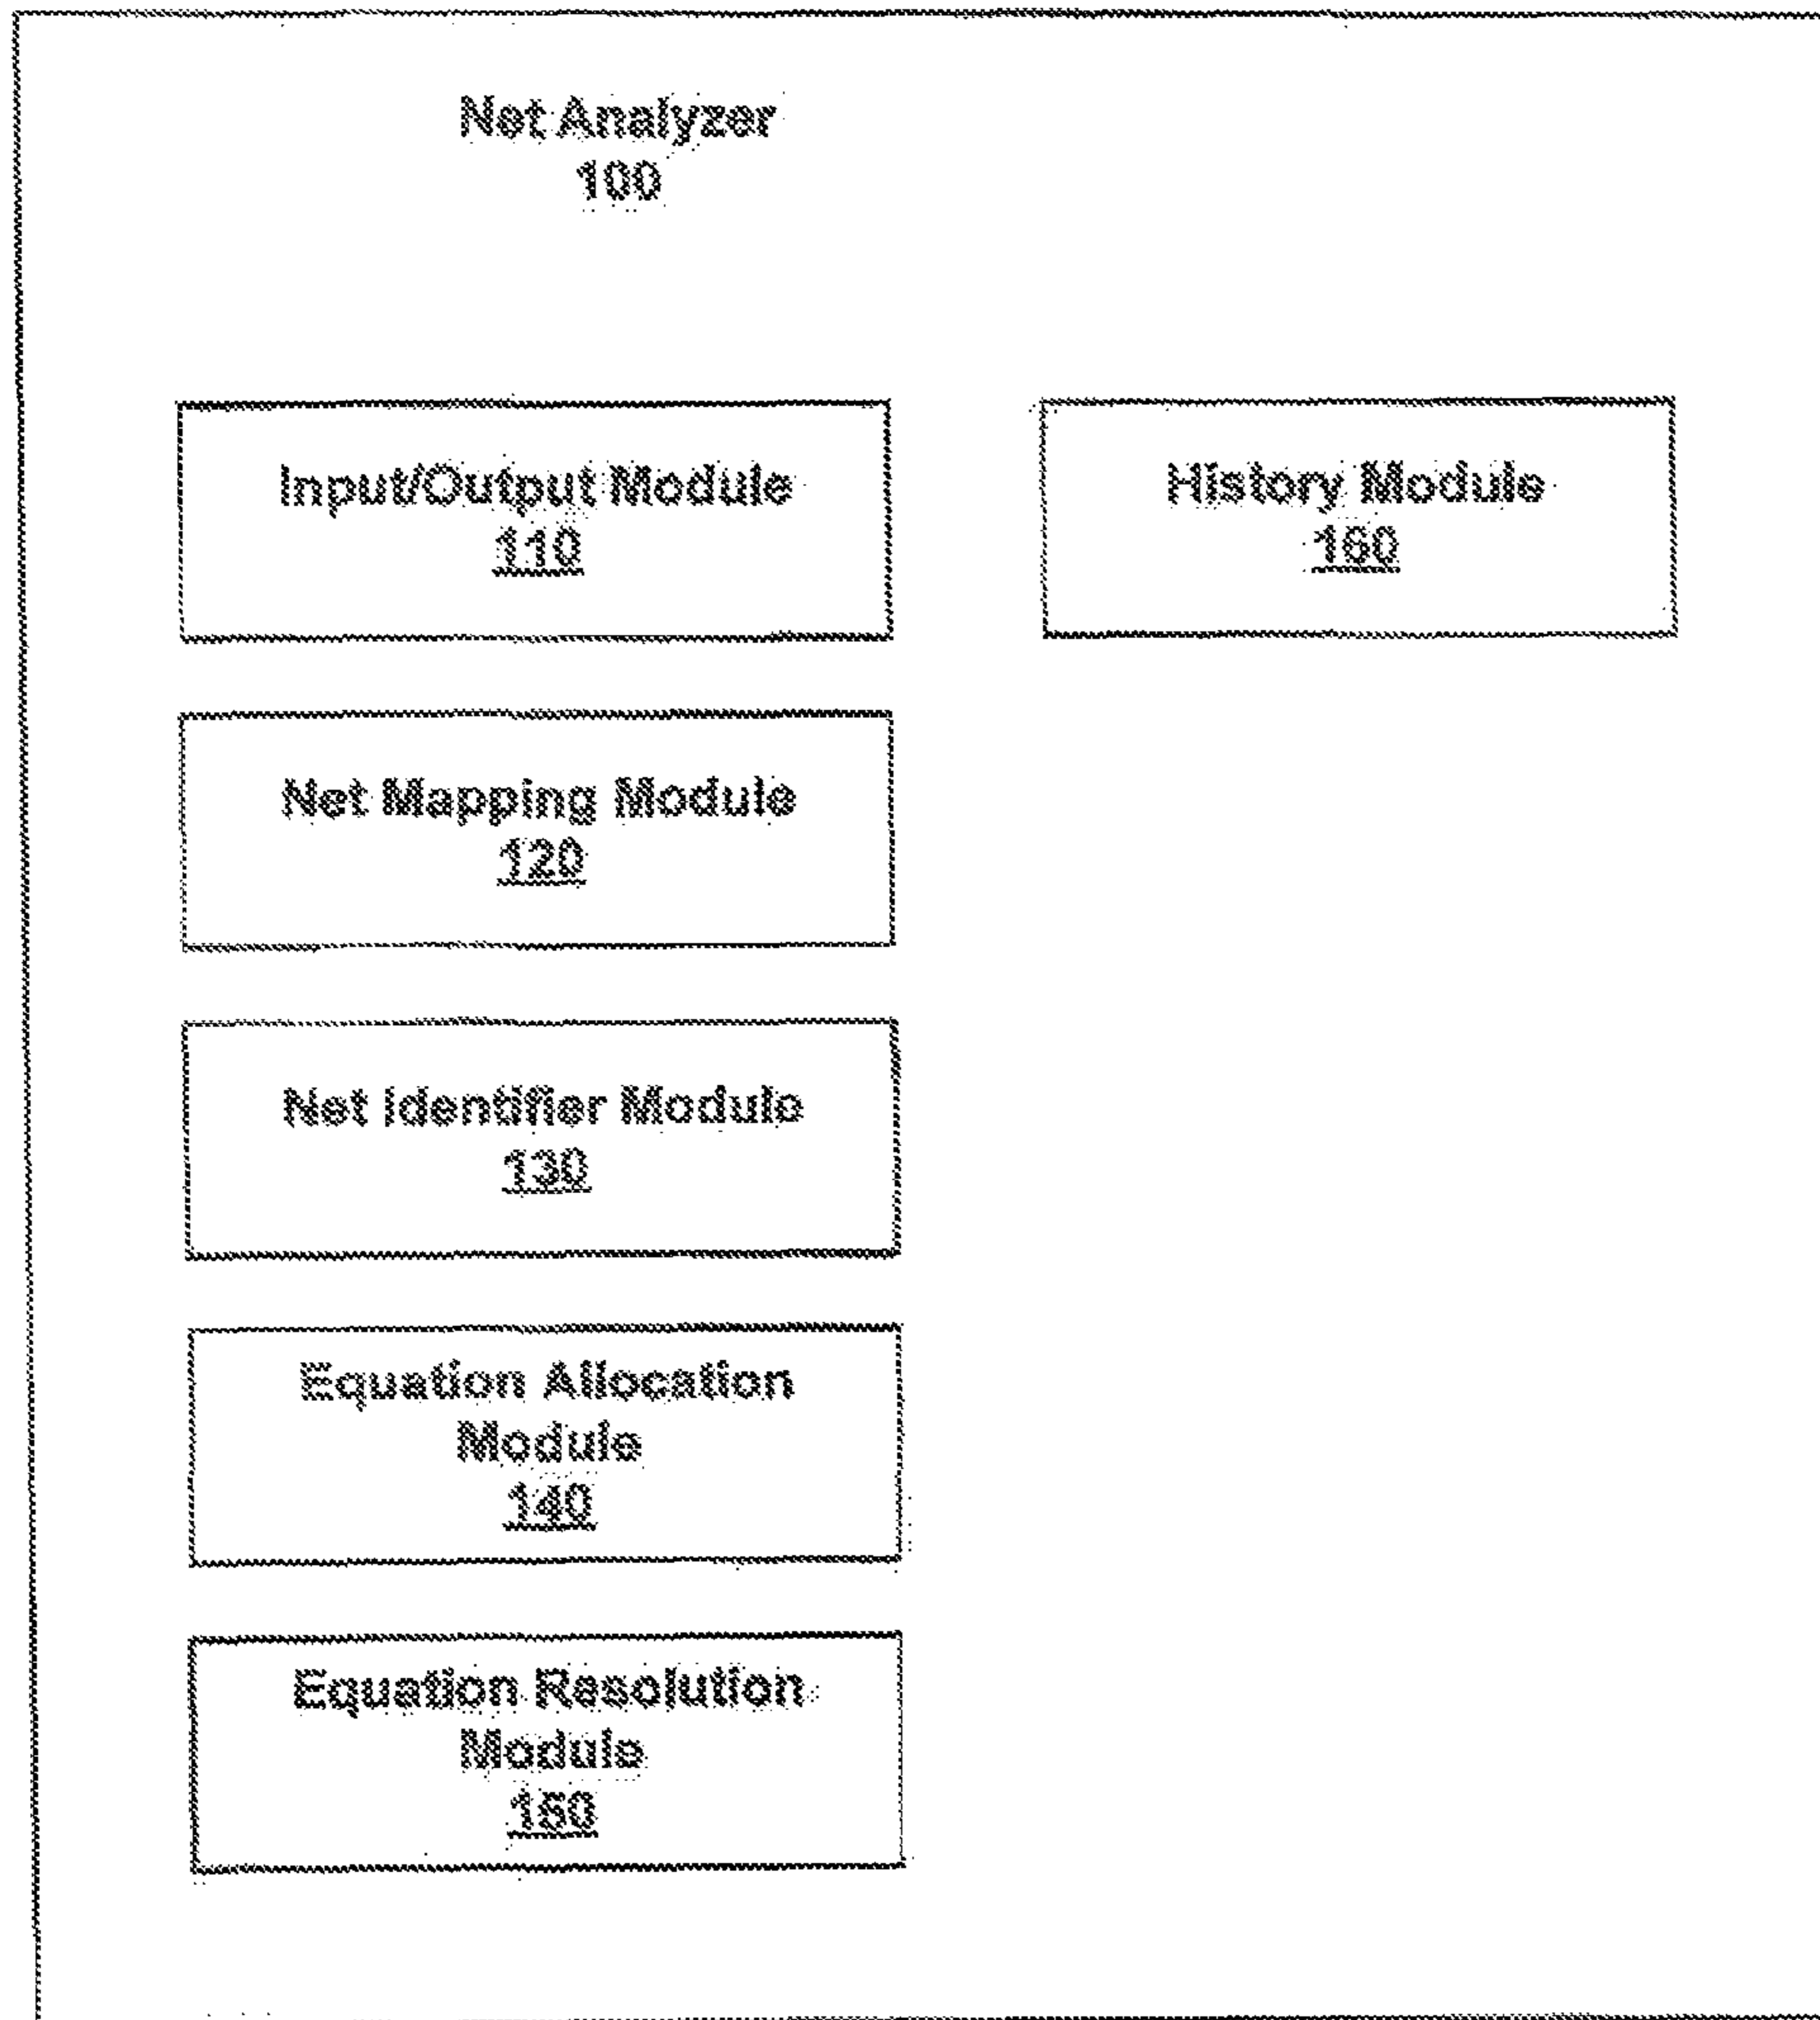 Net Analyzer
100
Input/Output Module
110
History Module
160
Net Mapping Module
120
Net Identifier Module
130
Equation Allocation
Module
140
Equation Resolution
Module
150